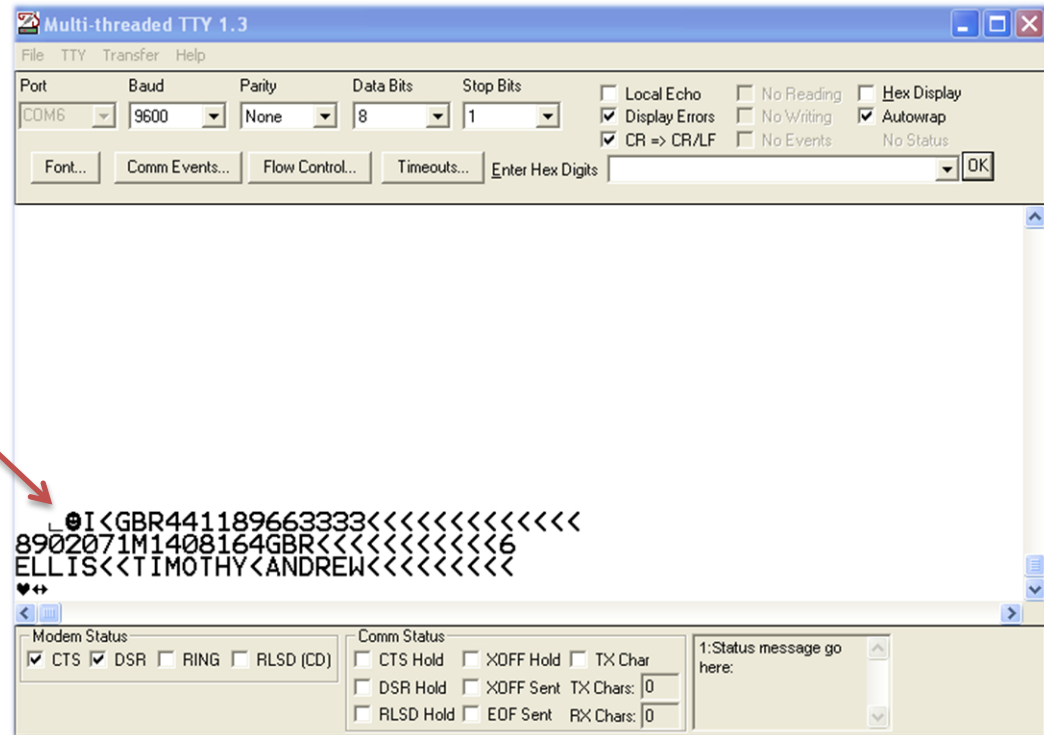 Multi-threaded TTY 1.3
File TTY Transfer Help
Port Baud Parity Data Bits Stop Bits
COM6 9600 None 8 1
Local Echo No Reading Hex Display
Display Errors No Writing Autowrap
CR => CR/LF No Events No Status
Font... Comm Events... Flow Control... Timeouts... Enter Hex Digits OK
∟☻I<GBR441189663333<<<<<<<<<<<<<
8902071M1408164GBR<<<<<<<<<<<6
ELLIS<<TIMOTHY<ANDREW<<<<<<<<<
♥↔
Modem Status
CTS DSR RING RLSD (CD)
Comm Status
CTS Hold XOFF Hold TX Char
DSR Hold XOFF Sent TX Chars: 0
RLSD Hold EOF Sent RX Chars: 0
1:Status message go
here: